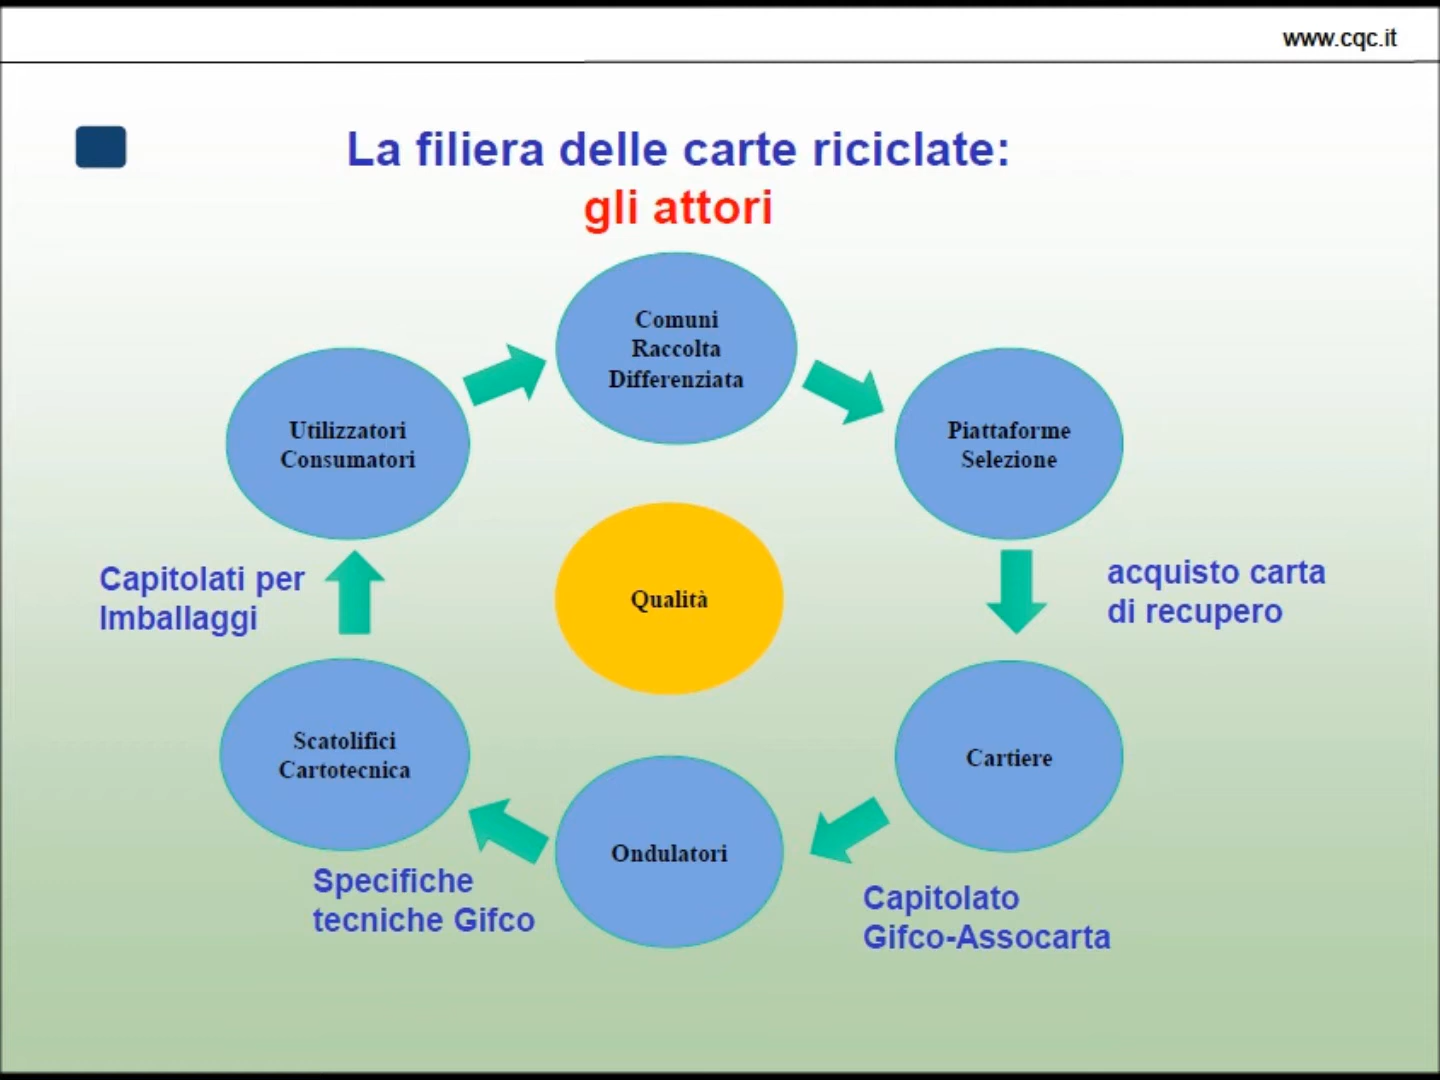 www.cqc.it
La filiera delle carte riciclate:
gli attori
Comuni
Raccolta
Differenziata
Utilizzatori
Consumatori
Piattaforme
Selezione
Capitolati per
Imballaggi
Qualità
acquisto carta
di recupero
Scatolifici
Cartotecnica
Cartiere
Ondulatori
Specifiche
tecniche Gifco
Capitolato
Gifco-Assocarta